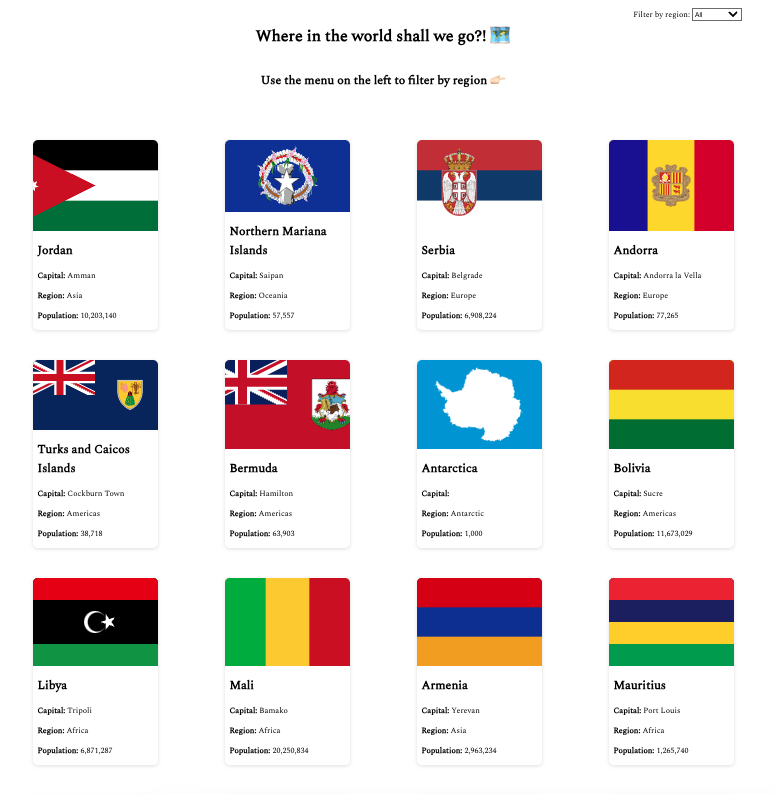 Filter by region: All
Where in the world shall we go?! 🗺️
Use the menu on the left to filter by region 👉🏻
Jordan
Capital: Amman
Region: Asia
Population: 10,203,140
Northern Mariana
Islands
Capital: Saipan
Region: Oceania
Population: 57,557
Serbia
Capital: Belgrade
Region: Europe
Population: 6,908,224
Andorra
Capital: Andorra la Vella
Region: Europe
Population: 77,265
Turks and Caicos
Islands
Capital: Cockburn Town
Region: Americas
Population: 38,718
Bermuda
Capital: Hamilton
Region: Americas
Population: 63,903
Antarctica
Capital:
Region: Antarctic
Population: 1,000
Bolivia
Capital: Sucre
Region: Americas
Population: 11,673,029
Libya
Capital: Tripoli
Region: Africa
Population: 6,871,287
Mali
Capital: Bamako
Region: Africa
Population: 20,250,834
Armenia
Capital: Yerevan
Region: Asia
Population: 2,963,234
Mauritius
Capital: Port Louis
Region: Africa
Population: 1,265,740